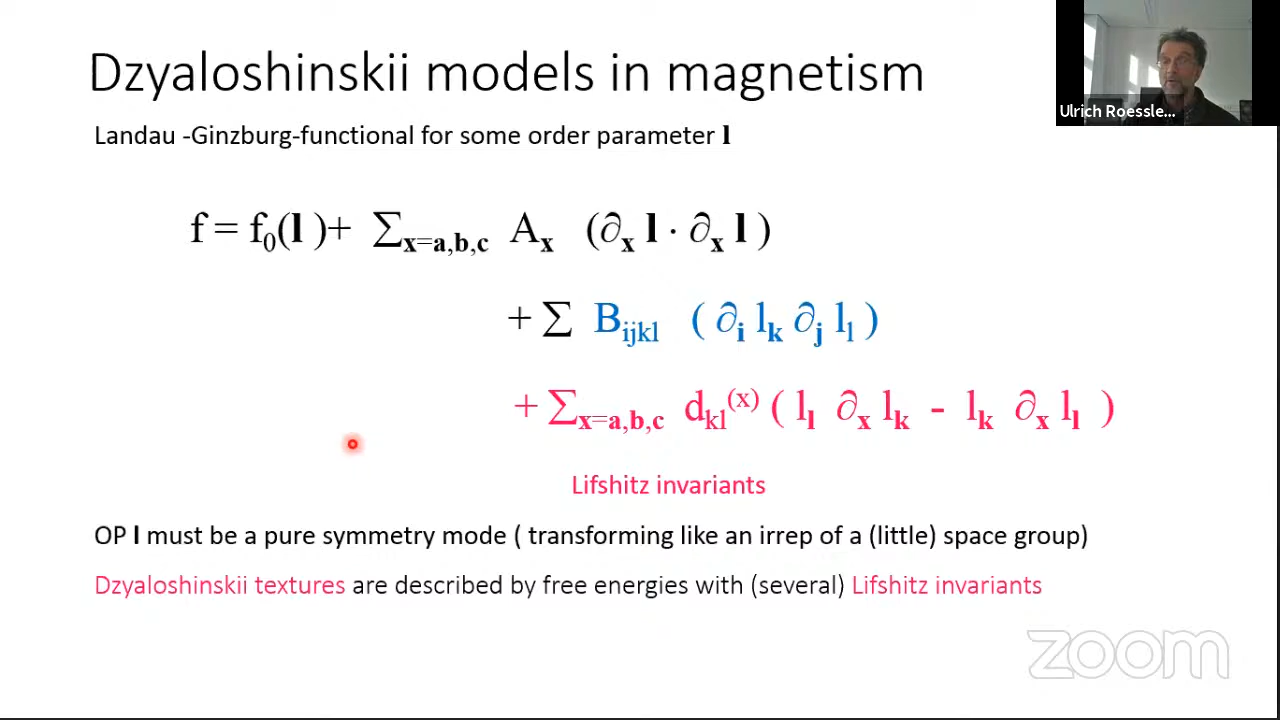 Dzyaloshinskii models in magnetism
Ulrich Roessle...
Landau -Ginzburg-functional for some order parameter l
f = f₀(l )+ ∑x=a,b,c Aₓ (∂ₓ l · ∂ₓ l )
+ ∑ Bijkl ( ∂i lk ∂j ll )
+ ∑x=a,b,c dkl(x) ( ll ∂x lk - lk ∂x ll )
Lifshitz invariants
OP l must be a pure symmetry mode ( transforming like an irrep of a (little) space group)
Dzyaloshinskii textures are described by free energies with (several) Lifshitz invariants
zoom